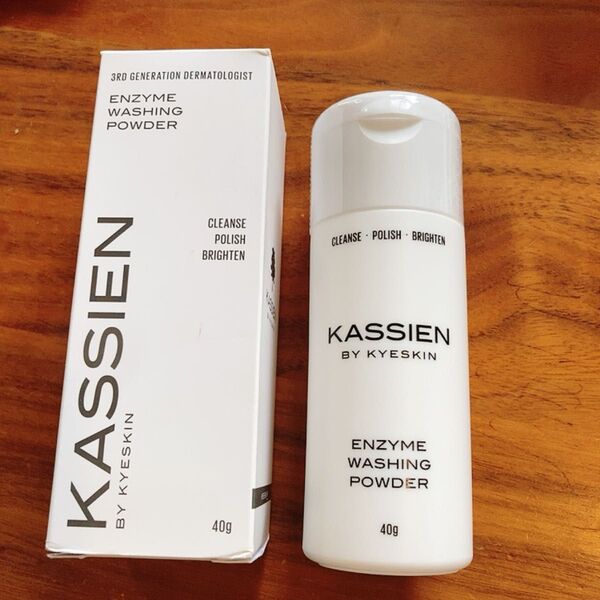 3RD GENERATION DERMATOLOGIST
ENZYME
WASHING
POWDER
CLEANSE
POLISH
BRIGHTEN
KASSIEN
BY KYESKIN
40g
CLEANSE · POLISH · BRIGHTEN
KASSIEN
BY KYESKIN
ENZYME
WASHING
POWDER
40g